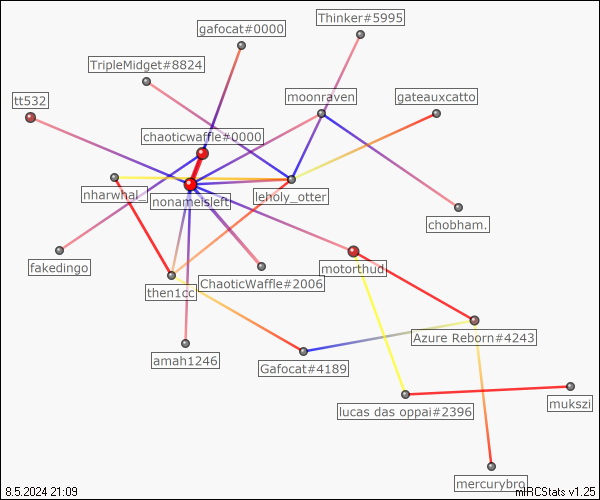 Thinker#5995
gafocat#0000
TripleMidget#8824
tt532
moonraven
gateauxcatto
chaoticwaffle#0000
nharwhal_
nonameisleft
leholy_otter
chobham.
fakedingo
ChaoticWaffle#2006
motorthud
then1cc
Azure Reborn#4243
amah1246
Gafocat#4189
lucas das oppai#2396
mukszi
mercurybro
8.5.2024 21:09
mIRCStats v1.25